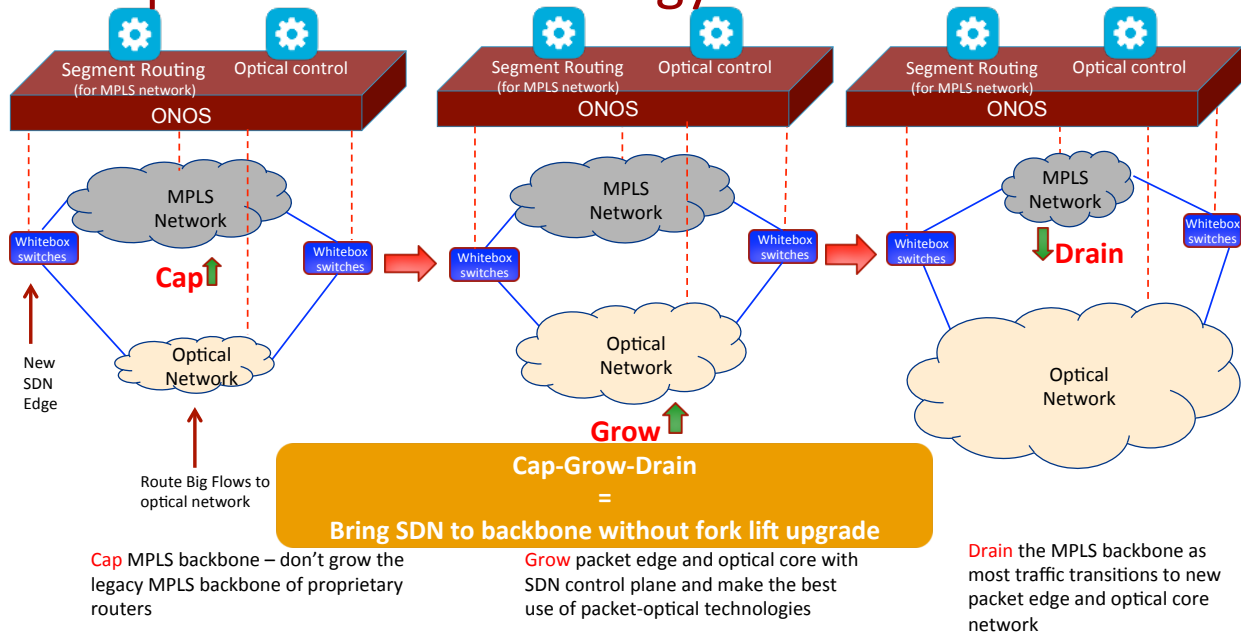 Segment Routing
(for MPLS network)
Optical control
ONOS
MPLS
Network
Whitebox
switches
Whitebox
switches
Cap
Optical
Network
New
SDN
Edge
Route Big Flows to
optical network
Segment Routing
(for MPLS network)
Optical control
ONOS
MPLS
Network
Whitebox
switches
Whitebox
switches
Optical
Network
Grow
Segment Routing
(for MPLS network)
Optical control
ONOS
MPLS
Network
Whitebox
switches
Whitebox
switches
Drain
Optical
Network
Cap-Grow-Drain
=
Bring SDN to backbone without fork lift upgrade
Cap MPLS backbone – don’t grow the
legacy MPLS backbone of proprietary
routers
Grow packet edge and optical core with
SDN control plane and make the best
use of packet-optical technologies
Drain the MPLS backbone as
most traffic transitions to new
packet edge and optical core
network